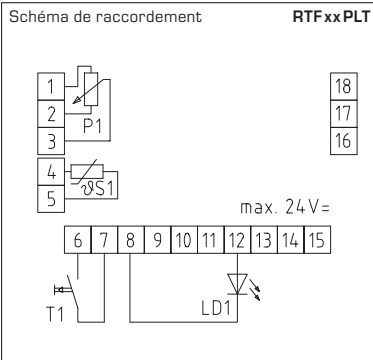 Schéma de raccordement RTFxxPLT
1
2
3
P1
18
17
16
4
5
ϑS1
max. 24V=
6 7 8 9 10 11 12 13 14 15
T1
LD1